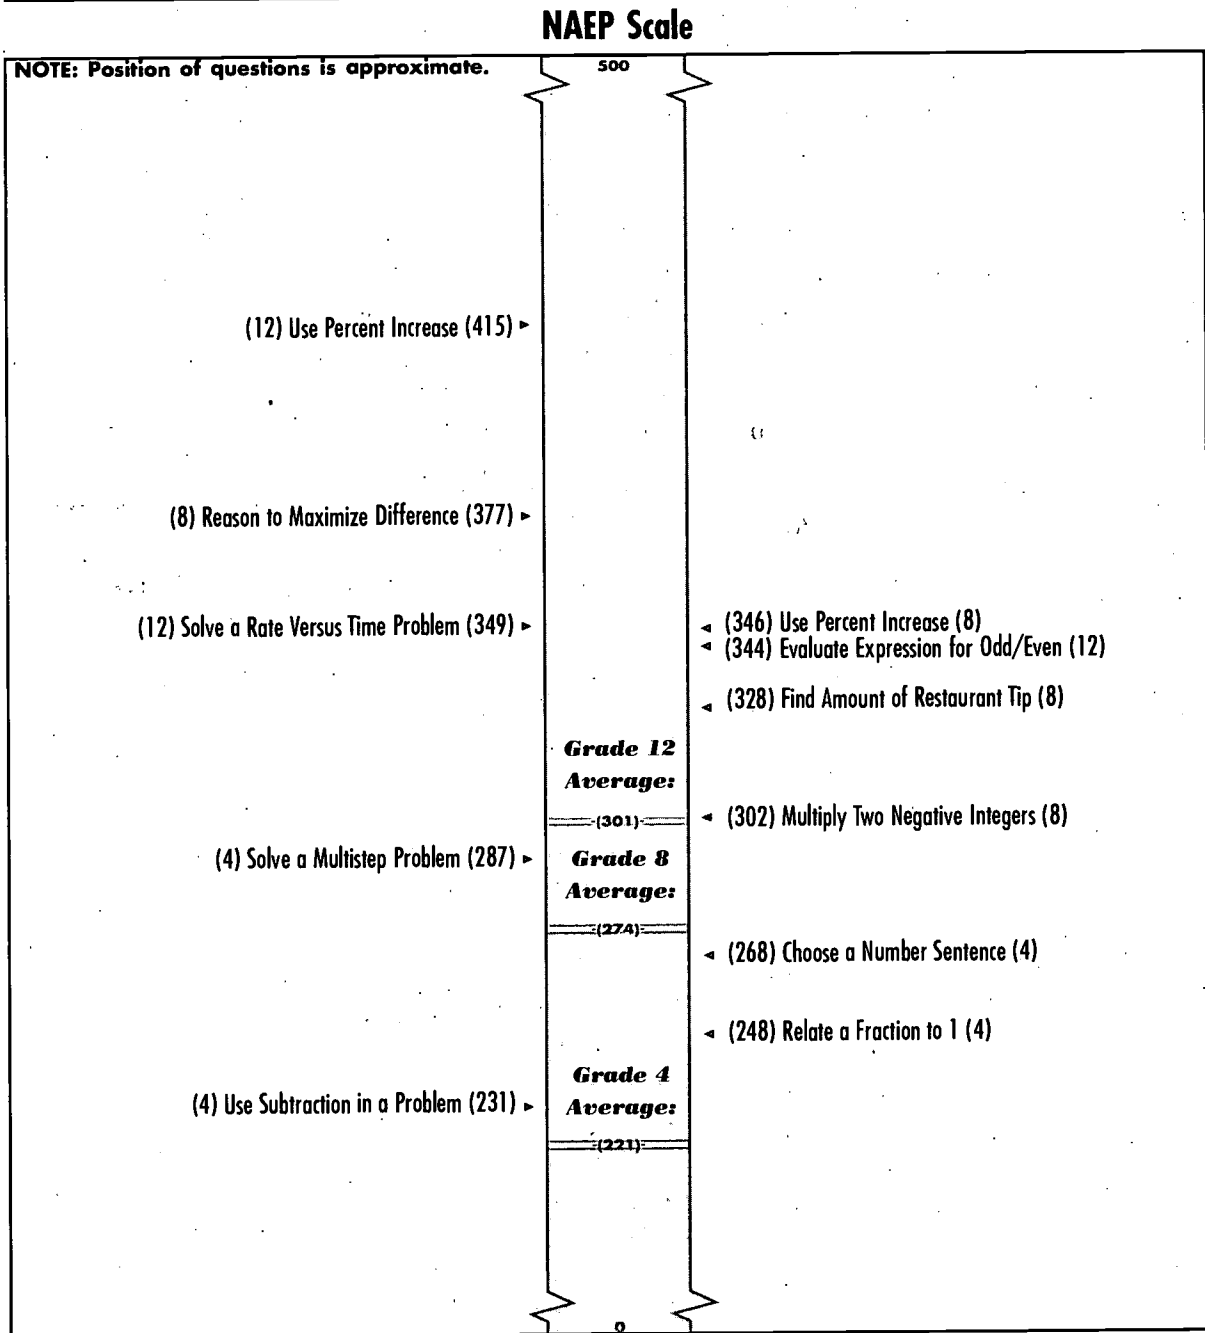 NAEP Scale
NOTE: Position of questions is approximate.
500
(12) Use Percent Increase (415)
(8) Reason to Maximize Difference (377)
(12) Solve a Rate Versus Time Problem (349)
(346) Use Percent Increase (8)
(344) Evaluate Expression for Odd/Even (12)
(328) Find Amount of Restaurant Tip (8)
Grade 12
Average:
(301)
(302) Multiply Two Negative Integers (8)
(4) Solve a Multistep Problem (287)
Grade 8
Average:
(274)
(268) Choose a Number Sentence (4)
(248) Relate a Fraction to 1 (4)
Grade 4
Average:
(4) Use Subtraction in a Problem (231)
(221)
0